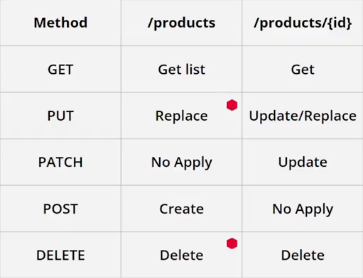 Method /products /products/{id}
GET Get list Get
PUT Replace Update/Replace
PATCH No Apply Update
POST Create No Apply
DELETE Delete Delete